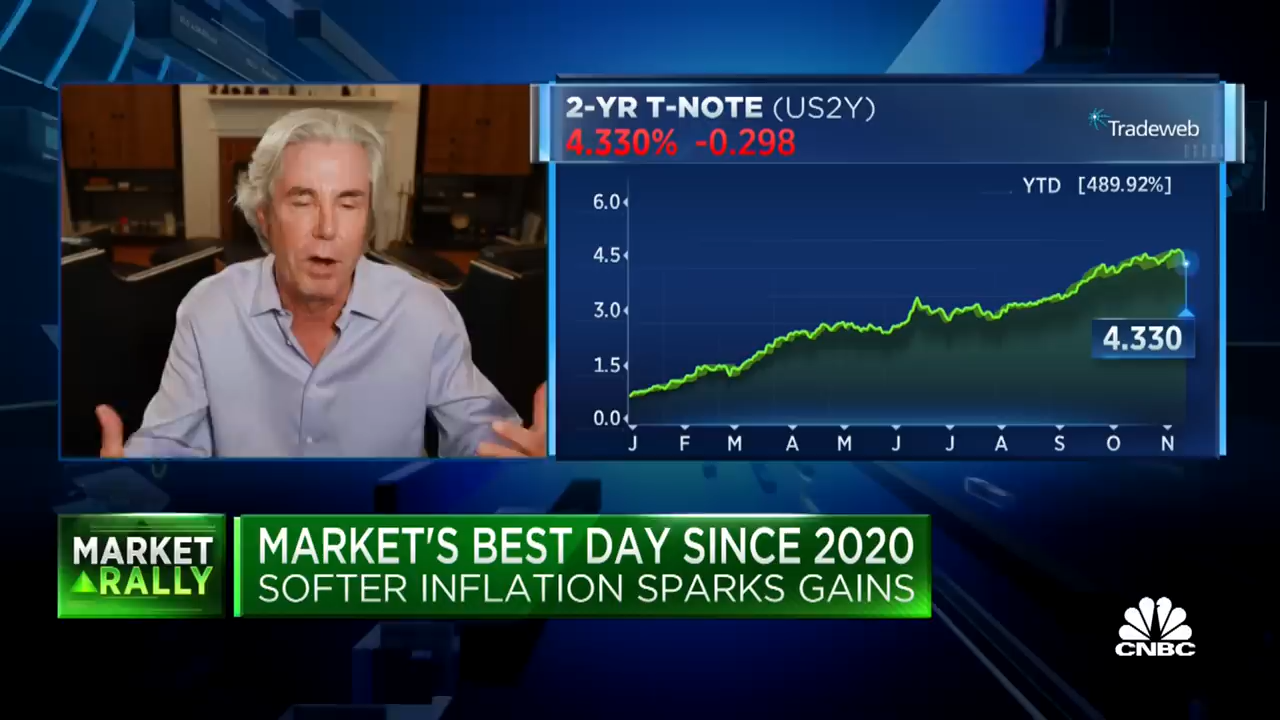 2-YR T-NOTE (US2Y)
4.330% -0.298
Tradeweb
YTD [489.92%]
6.0
4.5
3.0
1.5
0.0
4.330
J F M A M J J A S O N
MARKET RALLY
MARKET'S BEST DAY SINCE 2020
SOFTER INFLATION SPARKS GAINS
CNBC